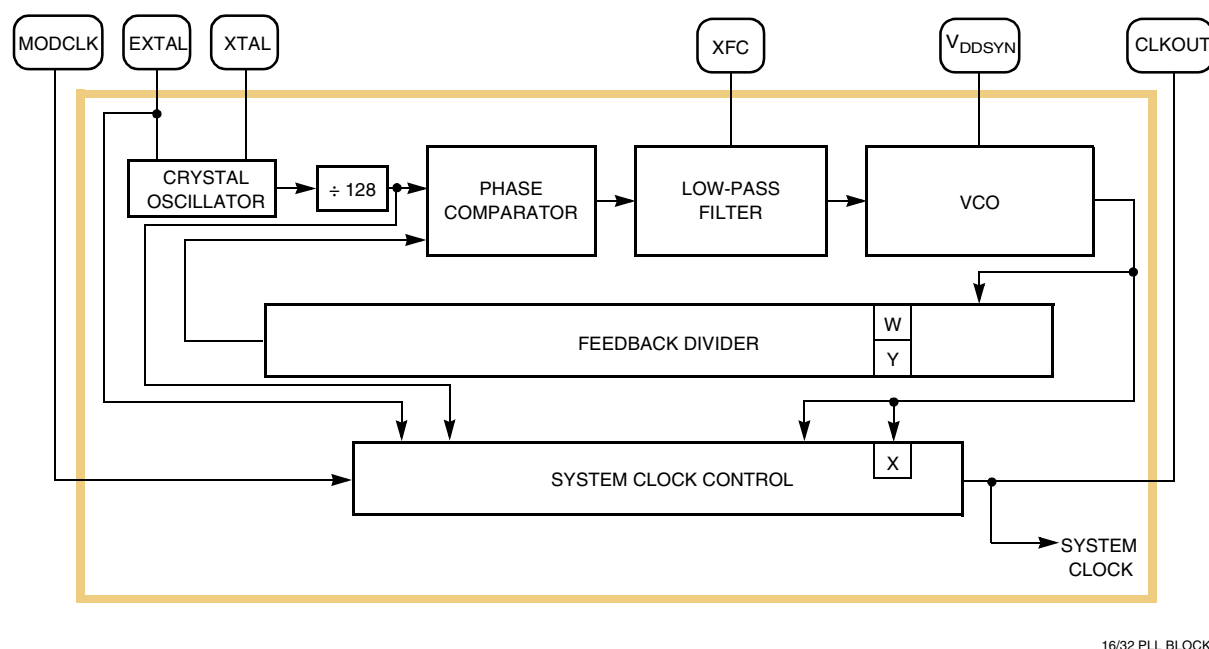 MODCLK
EXTAL
XTAL
XFC
VDDSYN
CLKOUT
CRYSTAL
OSCILLATOR
÷ 128
PHASE
COMPARATOR
LOW-PASS
FILTER
VCO
FEEDBACK DIVIDER
W
Y
SYSTEM CLOCK CONTROL
X
SYSTEM
CLOCK
16/32 PLL BLOCK